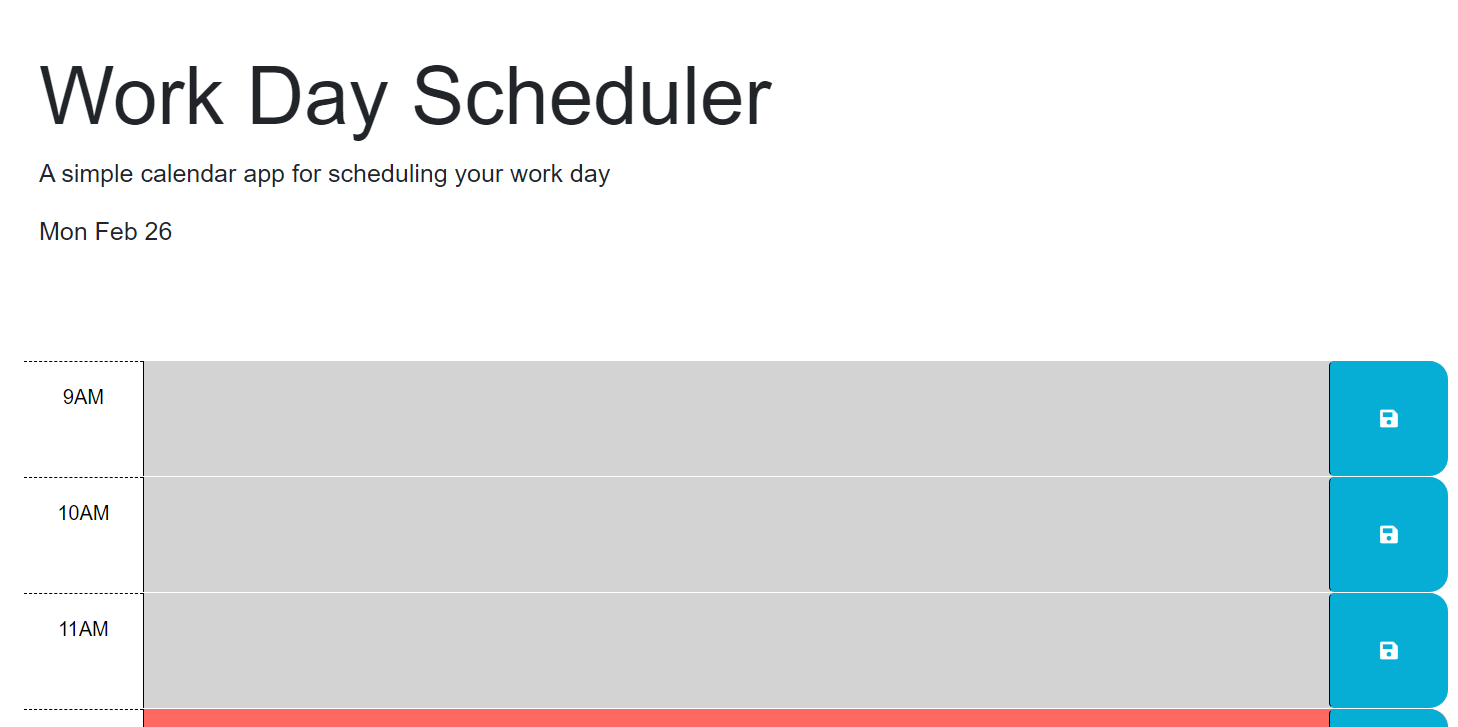 Work Day Scheduler
A simple calendar app for scheduling your work day
Mon Feb 26
9AM
10AM
11AM